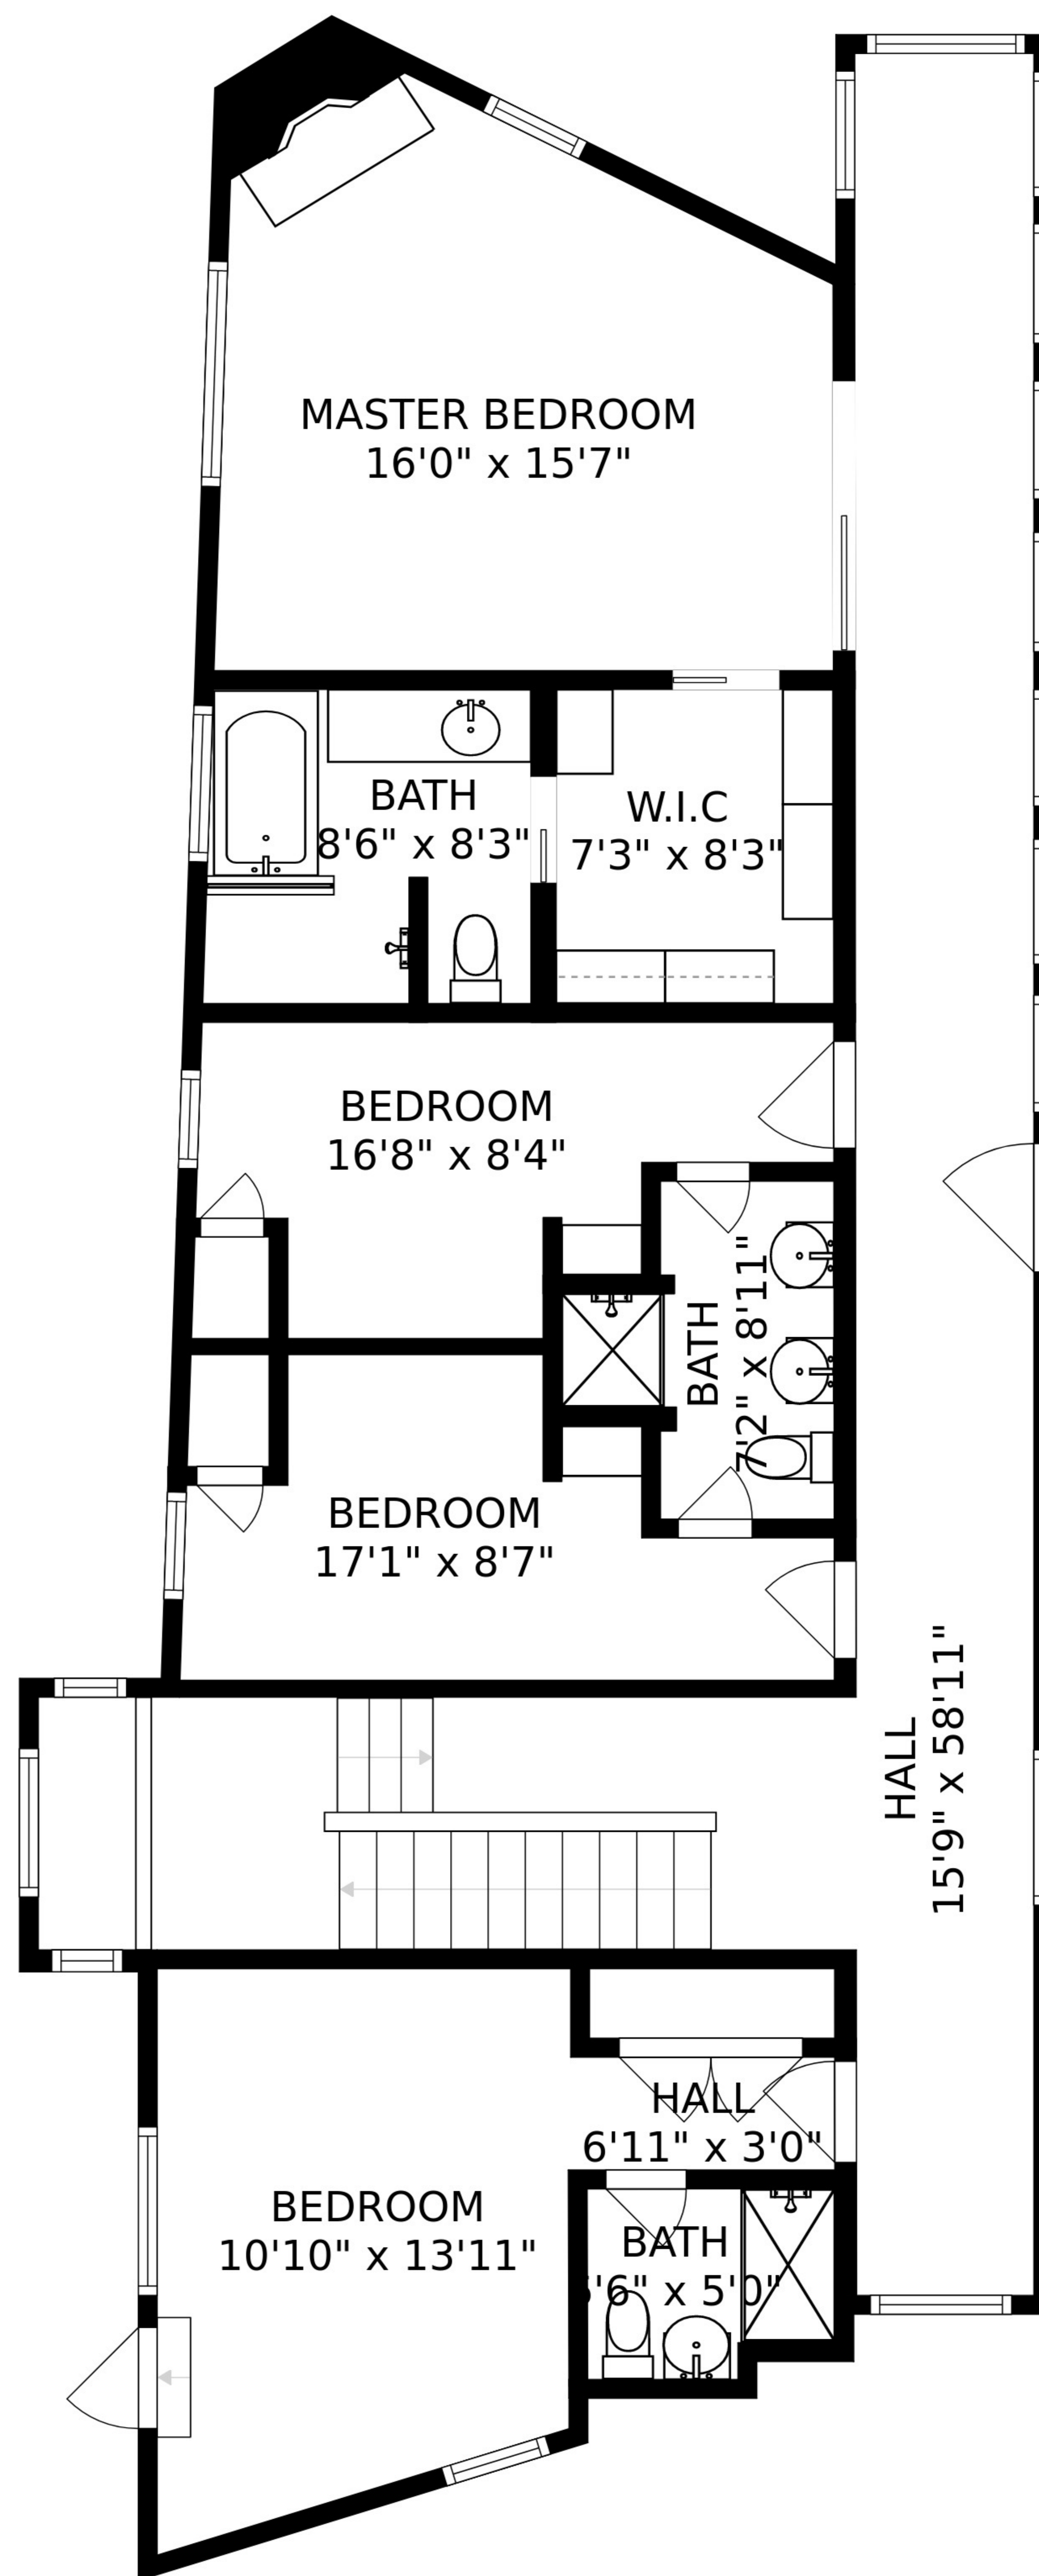 MASTER BEDROOM
16'0" x 15'7"
BATH
8'6" x 8'3"
W.I.C
7'3" x 8'3"
BEDROOM
16'8" x 8'4"
BATH
7'2" x 8'11"
BEDROOM
17'1" x 8'7"
HALL
15'9" x 58'11"
HALL
6'11" x 3'0"
BEDROOM
10'10" x 13'11"
BATH
x 5'0"